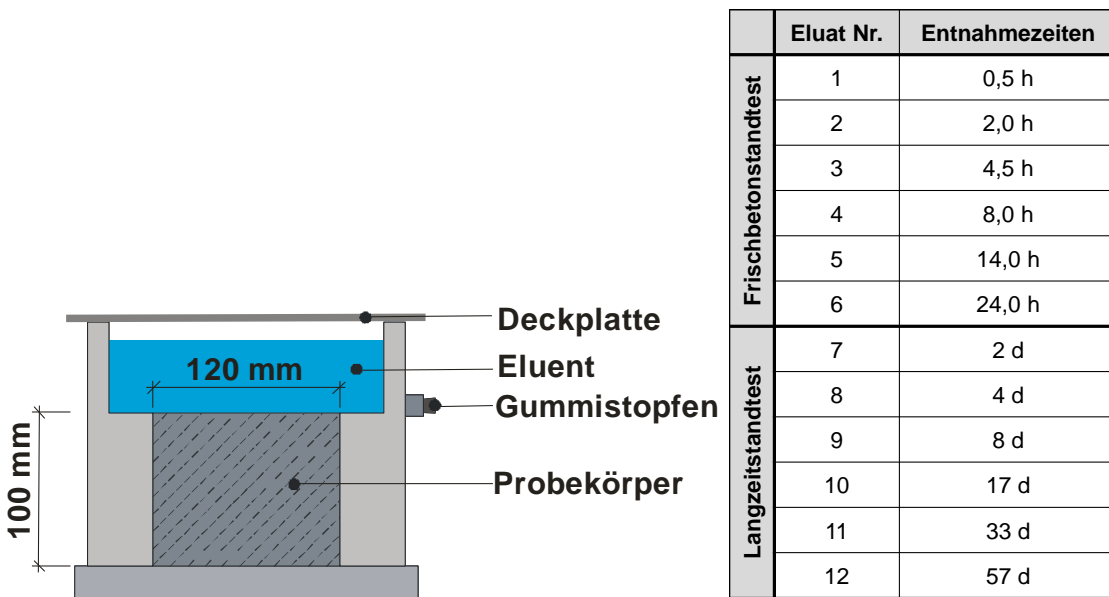 Deckplatte
120 mm
Eluent
Gummistopfen
100 mm
Probekörper
Eluat Nr. Entnahmezeiten
Frischbetonstandtest
1 0,5 h
2 2,0 h
3 4,5 h
4 8,0 h
5 14,0 h
6 24,0 h
Langzeitstandtest
7 2 d
8 4 d
9 8 d
10 17 d
11 33 d
12 57 d